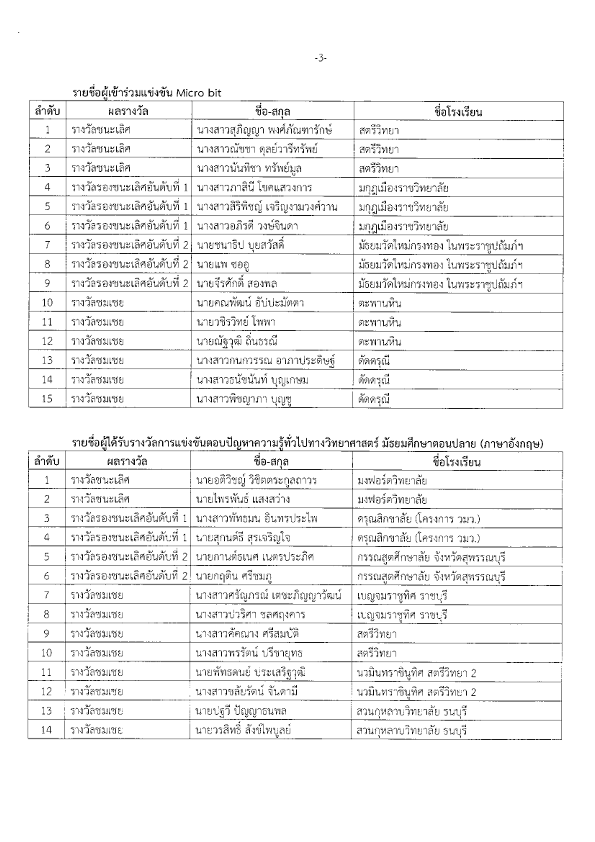 -3-
รายชื่อผู้เข้าร่วมแข่งขัน Micro bit
ลำดับ ผลรางวัล ชื่อ-สกุล ชื่อโรงเรียน
1 รางวัลชนะเลิศ นางสาวสุภิญญา พงศ์ภัณฑารักษ์ สตรีวิทยา
2 รางวัลชนะเลิศ นางสาวณัชชา ตุลย์วารีทรัพย์ สตรีวิทยา
3 รางวัลชนะเลิศ นางสาวนันทิชา ทรัพย์มูล สตรีวิทยา
4 รางวัลรองชนะเลิศอันดับที่ 1 นางสาวภาสินี โชคแสวงการ มกุฎเมืองราชวิทยาลัย
5 รางวัลรองชนะเลิศอันดับที่ 1 นางสาวสิริพิชญ์ เจริญงามวงศ์วาน มกุฎเมืองราชวิทยาลัย
6 รางวัลรองชนะเลิศอันดับที่ 1 นางสาวอภิรดี วงษ์จินดา มกุฎเมืองราชวิทยาลัย
7 รางวัลรองชนะเลิศอันดับที่ 2 นายชนาธิป บุยสวัสดิ์ มัธยมวัดใหม่กรงทอง ในพระราชูปถัมภ์ฯ
8 รางวัลรองชนะเลิศอันดับที่ 2 นายแพ ซออู มัธยมวัดใหม่กรงทอง ในพระราชูปถัมภ์ฯ
9 รางวัลรองชนะเลิศอันดับที่ 2 นายจีรศักดิ์ สองพล มัธยมวัดใหม่กรงทอง ในพระราชูปถัมภ์ฯ
10 รางวัลชมเชย นายคณพัฒน์ อัปปะมัตตา ตะพานหิน
11 รางวัลชมเชย นายวชิรวิทย์ โพพา ตะพานหิน
12 รางวัลชมเชย นายณัฐวุฒิ ถิ่นธรณี ตะพานหิน
13 รางวัลชมเชย นางสาวกนกวรรณ อาภาประดิษฐ์ ดัดดรุณี
14 รางวัลชมเชย นางสาวธนัชนันท์ บุญเกษม ดัดดรุณี
15 รางวัลชมเชย นางสาวพิชญาภา บุญชู ดัดดรุณี
รายชื่อผู้ได้รับรางวัลการแข่งขันตอบปัญหาความรู้ทั่วไปทางวิทยาศาสตร์ มัธยมศึกษาตอนปลาย (ภาษาอังกฤษ)
ลำดับ ผลรางวัล ชื่อ-สกุล ชื่อโรงเรียน
1 รางวัลชนะเลิศ นายอติวิชญ์ วิชิตตระกูลถาวร มงฟอร์ตวิทยาลัย
2 รางวัลชนะเลิศ นายไพรพันธ์ แสงสว่าง มงฟอร์ตวิทยาลัย
3 รางวัลรองชนะเลิศอันดับที่ 1 นางสาวพัทธมน อินทรประไพ ดรุณสิกขาลัย (โครงการ วมว.)
4 รางวัลรองชนะเลิศอันดับที่ 1 นายสุกนต์ธี สุรเจริญใจ ดรุณสิกขาลัย (โครงการ วมว.)
5 รางวัลรองชนะเลิศอันดับที่ 2 นายกานต์ธเนศ เนตรประภิศ กรรณสูตศึกษาลัย จังหวัดสุพรรณบุรี
6 รางวัลรองชนะเลิศอันดับที่ 2 นายกฤติน ศรีชมภู กรรณสูตศึกษาลัย จังหวัดสุพรรณบุรี
7 รางวัลชมเชย นางสาวศรัญภรณ์ เตชะภิญญาวัฒน์ เบญจมราชูทิศ ราชบุรี
8 รางวัลชมเชย นางสาวปวริศา ชลศฤงคาร เบญจมราชูทิศ ราชบุรี
9 รางวัลชมเชย นางสาวคัคณาง ศรีสมบัติ สตรีวิทยา
10 รางวัลชมเชย นางสาวพรรัตน์ ปรีชายุทธ สตรีวิทยา
11 รางวัลชมเชย นายพัทธดนย์ ประเสริฐวุฒิ นวมินทราชินูทิศ สตรีวิทยา 2
12 รางวัลชมเชย นางสาวชลัยรัตน์ จินดามี นวมินทราชินูทิศ สตรีวิทยา 2
13 รางวัลชมเชย นายปฐวี ปัญญาธนพล สวนกุหลาบวิทยาลัย ธนบุรี
14 รางวัลชมเชย นายวรสิทธิ์ สังข์ไพบูลย์ สวนกุหลาบวิทยาลัย ธนบุรี